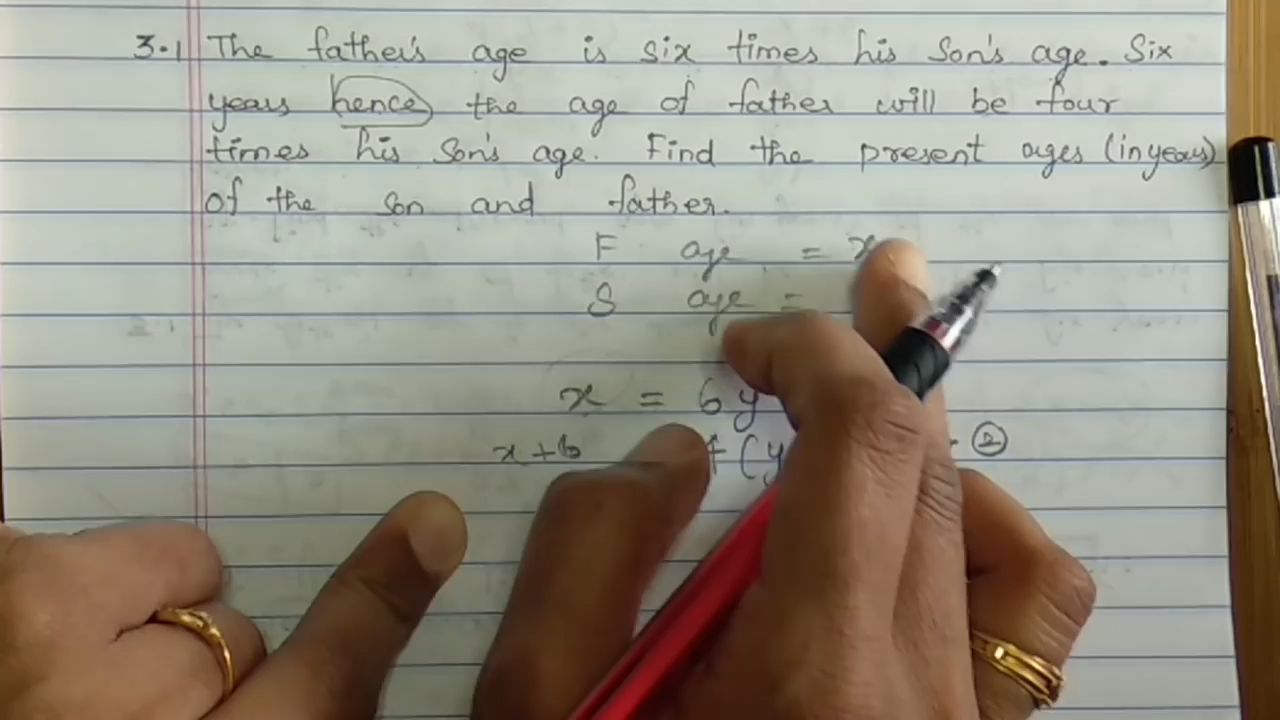 3.1 The father's age is six times his Son's age. Six
years hence the age of father will be four
times his Son's age. Find the present ages (in years)
of the son and father.
F age = x
S age =
x = 6y
x+6 4(y ②